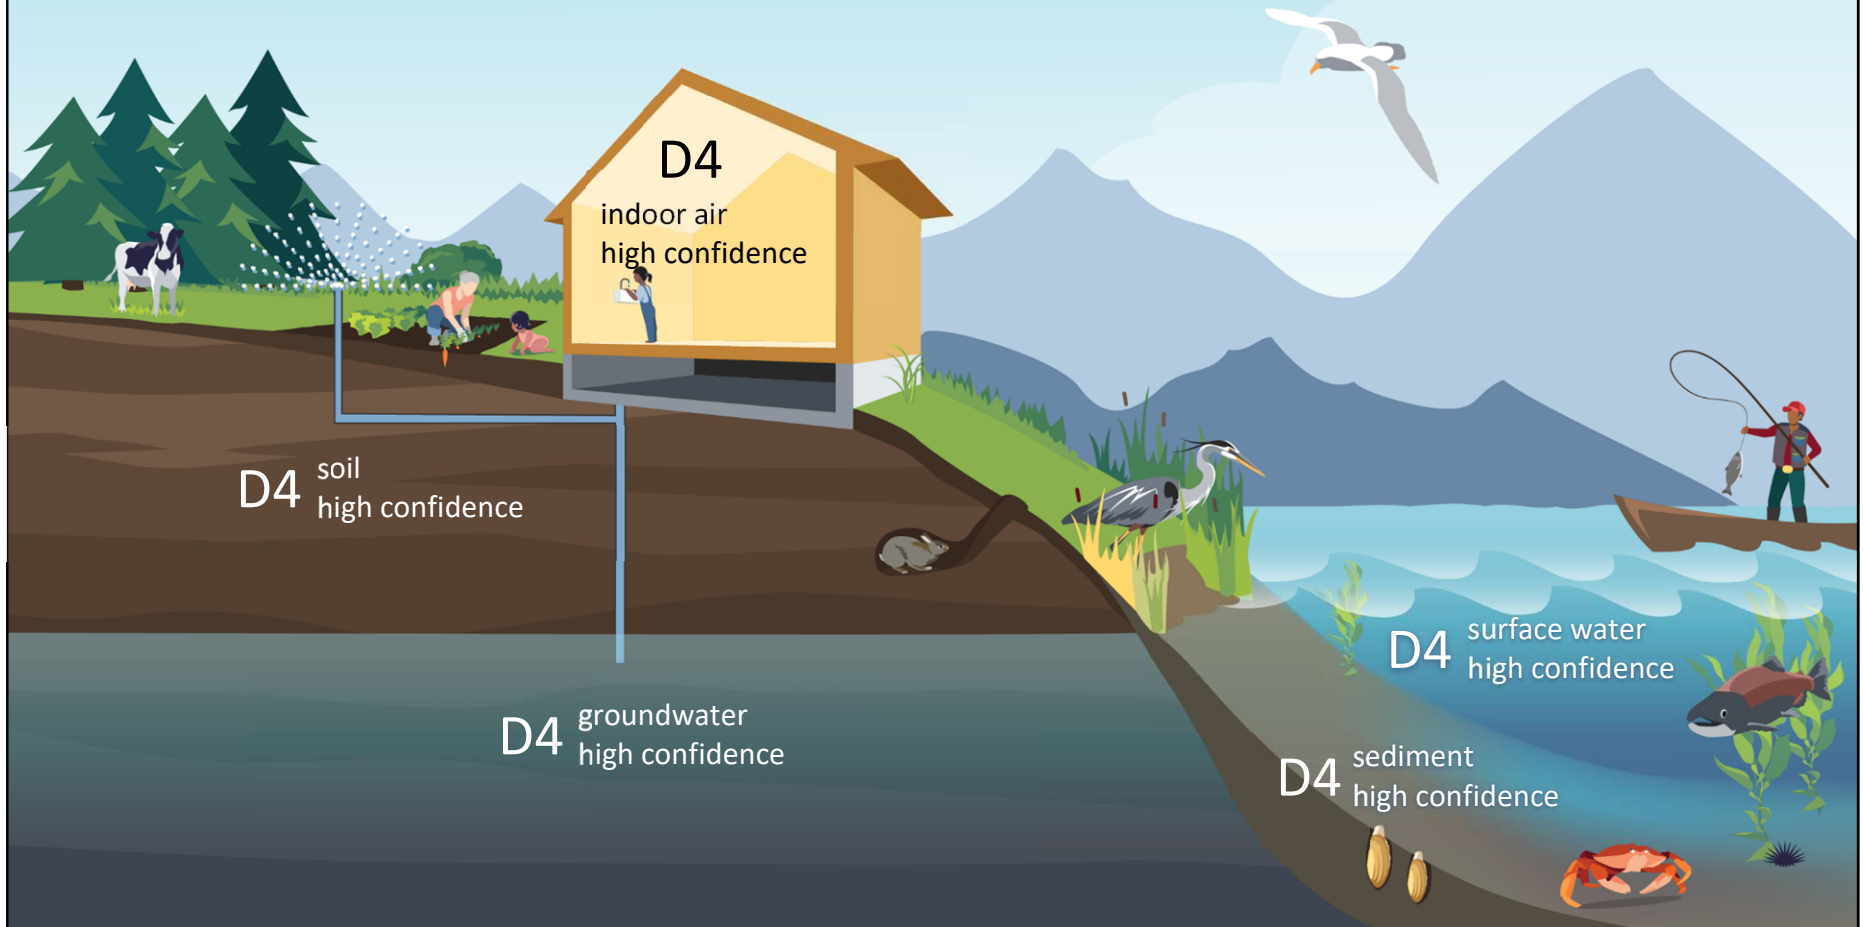 D4
indoor air
high confidence
D4
soil
high confidence
D4
surface water
high confidence
D4
groundwater
high confidence
D4
sediment
high confidence